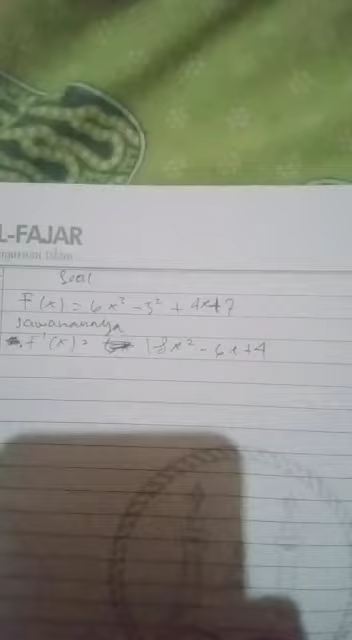 L-FAJAR
Soal
F(x) = 6x³ - 3² + 4x+7
Jawabannya
F'(x) = 18x² - 6x+4